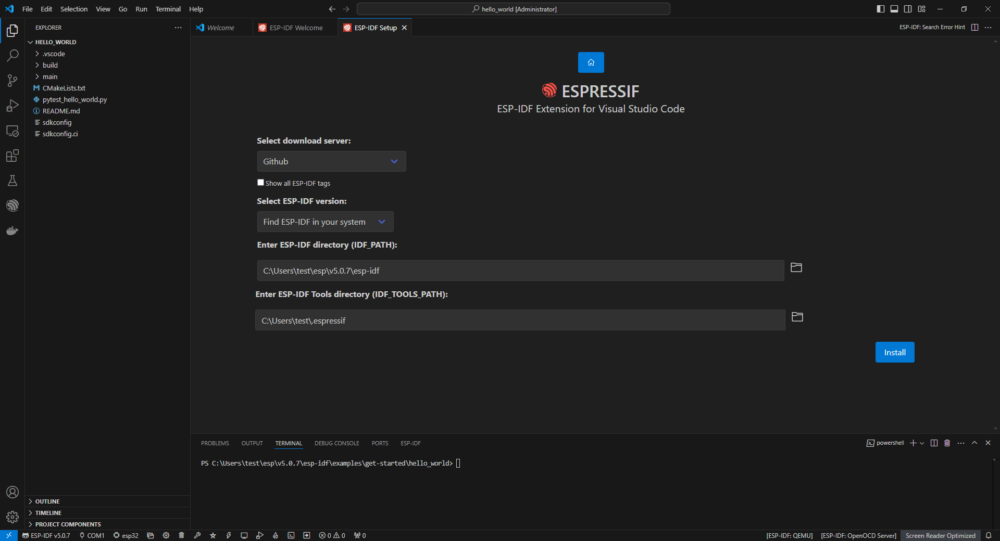 File Edit Selection View Go Run Terminal Help
hello_world [Administrator]
EXPLORER
Welcome
ESP-IDF Welcome
ESP-IDF Setup
ESP-IDF: Search Error Hint
HELLO_WORLD
.vscode
build
main
CMakeLists.txt
pytest_hello_world.py
README.md
sdkconfig
sdkconfig.ci
ESPRESSIF
ESP-IDF Extension for Visual Studio Code
Select download server:
Github
Show all ESP-IDF tags
Select ESP-IDF version:
Find ESP-IDF in your system
Enter ESP-IDF directory (IDF_PATH):
C:\Users\test\esp\v5.0.7\esp-idf
Enter ESP-IDF Tools directory (IDF_TOOLS_PATH):
C:\Users\test\.espressif
Install
PROBLEMS OUTPUT TERMINAL DEBUG CONSOLE PORTS ESP-IDF
powershell
PS C:\Users\test\esp\v5.0.7\esp-idf\examples\get-started\hello_world>
OUTLINE
TIMELINE
PROJECT COMPONENTS
ESP-IDF v5.0.7 COM1 esp32 0 0 0 [ESP-IDF: QEMU] [ESP-IDF: OpenOCD Server] Screen Reader Optimized